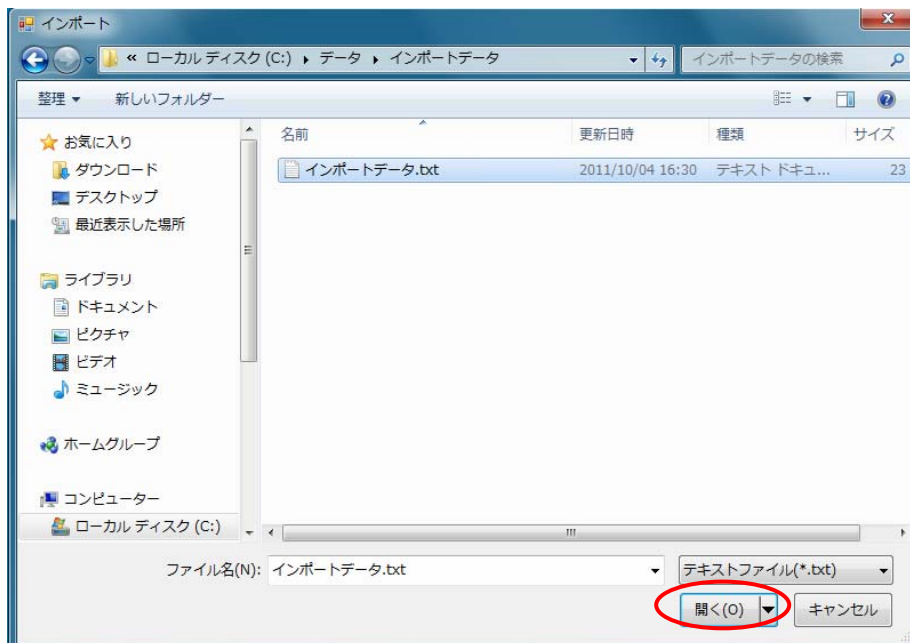 インポート
« ローカル ディスク (C:) ▸ データ ▸ インポートデータ
インポートデータの検索
整理 ▼ 新しいフォルダー
名前 更新日時 種類 サイズ
インポートデータ.txt 2011/10/04 16:30 テキスト ドキュ... 23
お気に入り
ダウンロード
デスクトップ
最近表示した場所
ライブラリ
ドキュメント
ピクチャ
ビデオ
ミュージック
ホームグループ
コンピューター
ローカル ディスク (C:)
ファイル名(N): インポートデータ.txt テキストファイル(*.txt)
開く(O) キャンセル